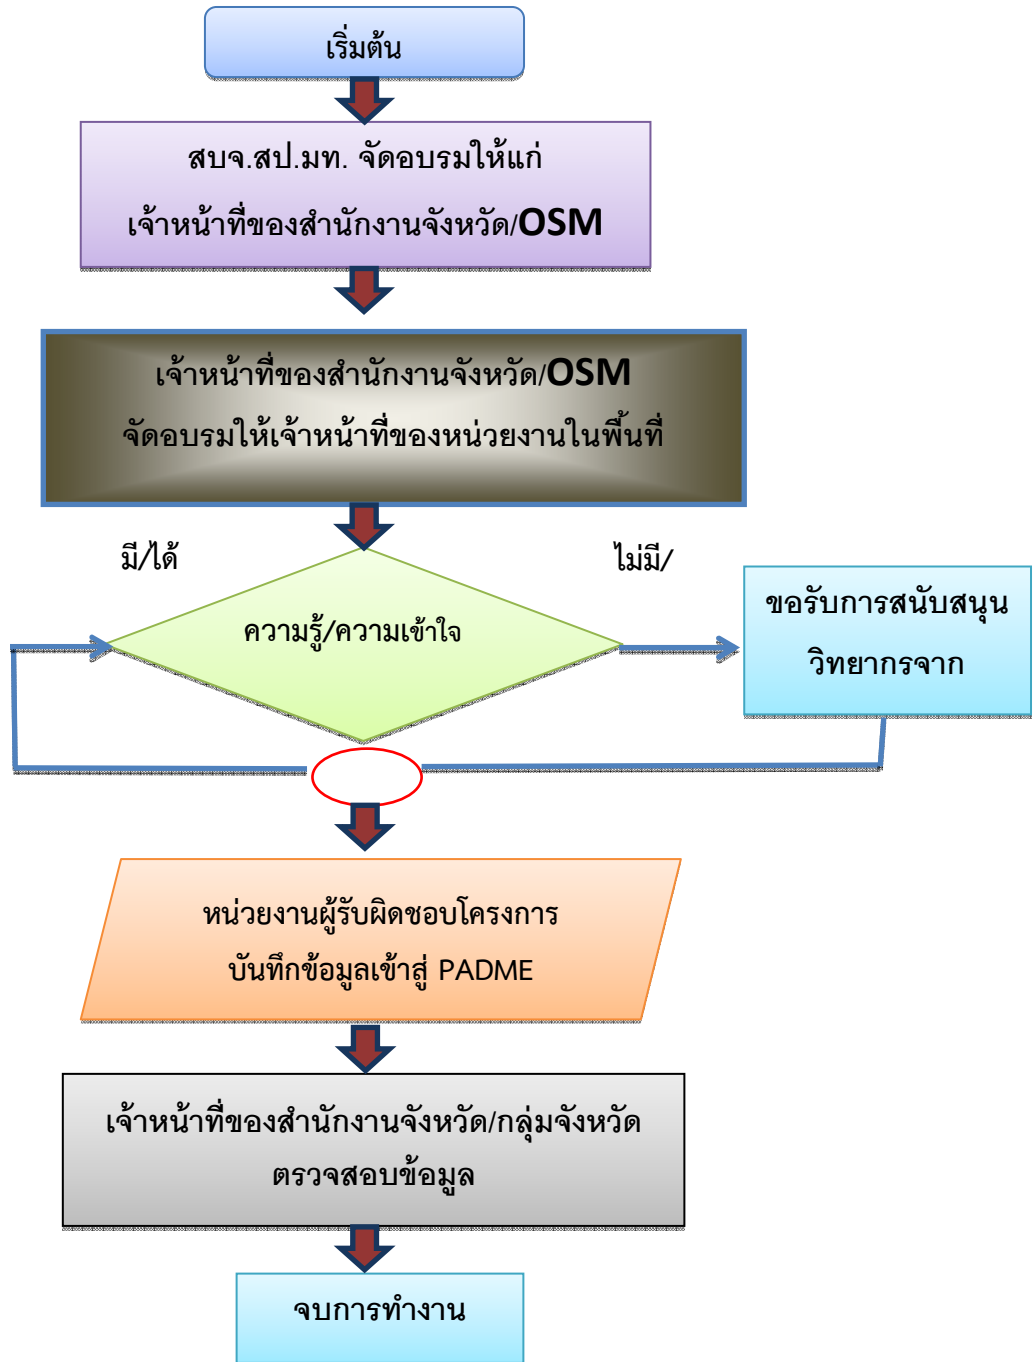 เริ่มต้น
สบจ.สป.มท. จัดอบรมให้แก่
เจ้าหน้าที่ของสำนักงานจังหวัด/OSM
เจ้าหน้าที่ของสำนักงานจังหวัด/OSM
จัดอบรมให้เจ้าหน้าที่ของหน่วยงานในพื้นที่
มี/ได้
ไม่มี/
ความรู้/ความเข้าใจ
ขอรับการสนับสนุน
วิทยากรจาก
หน่วยงานผู้รับผิดชอบโครงการ
บันทึกข้อมูลเข้าสู่ PADME
เจ้าหน้าที่ของสำนักงานจังหวัด/กลุ่มจังหวัด
ตรวจสอบข้อมูล
จบการทำงาน